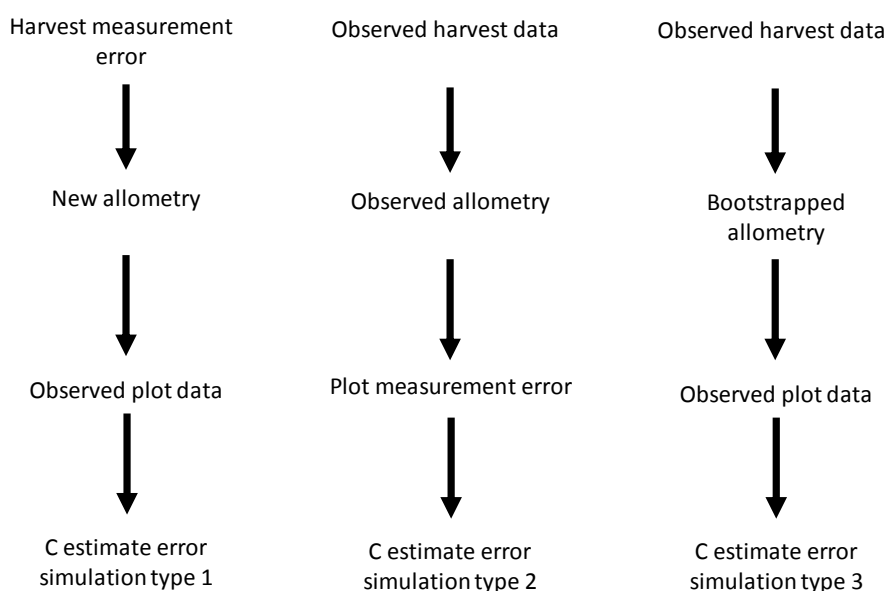 Harvest measurement
error
Observed harvest data
Observed harvest data
New allometry
Observed allometry
Bootstrapped
allometry
Observed plot data
Plot measurement error
Observed plot data
C estimate error
simulation type 1
C estimate error
simulation type 2
C estimate error
simulation type 3